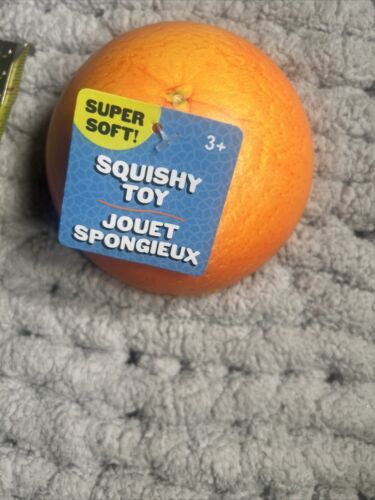 SUPER
SOFT!
3+
SQUISHY
TOY
JOUET
SPONGIEUX